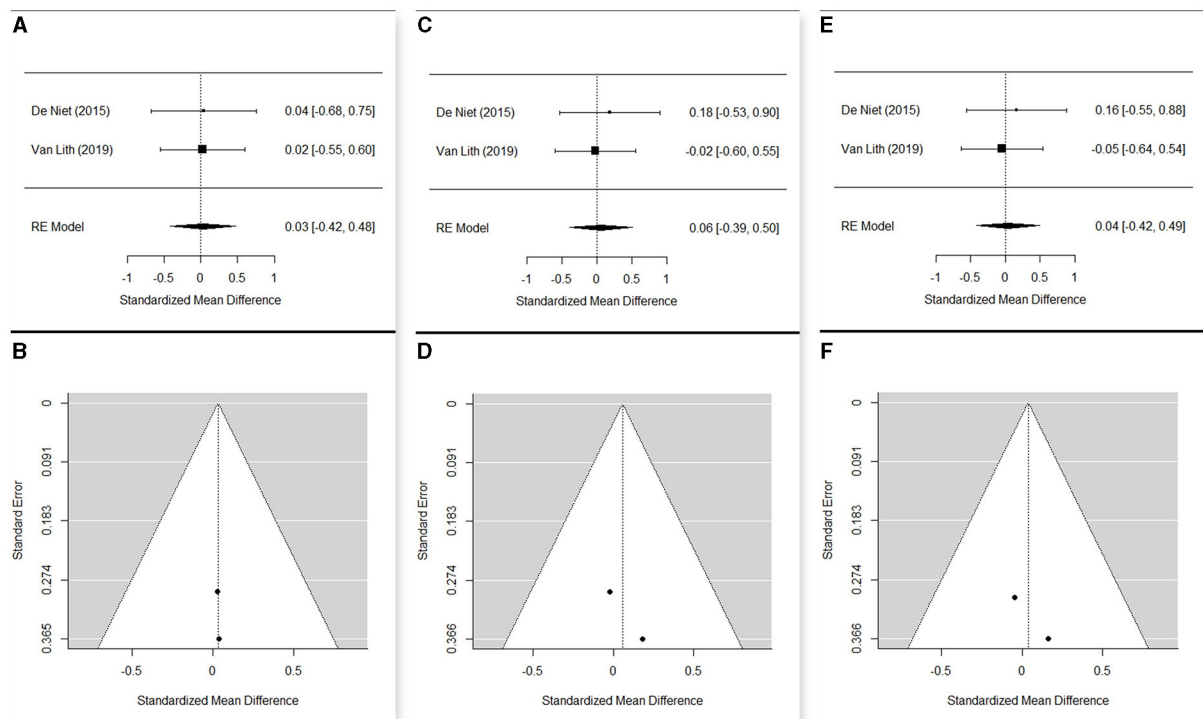 A
De Niet (2015) 0.04 [-0.68, 0.75]
Van Lith (2019) 0.02 [-0.55, 0.60]
RE Model 0.03 [-0.42, 0.48]
-1 -0.5 0 0.5 1
Standardized Mean Difference
C
De Niet (2015) 0.18 [-0.53, 0.90]
Van Lith (2019) -0.02 [-0.60, 0.55]
RE Model 0.06 [-0.39, 0.50]
-1 -0.5 0 0.5 1
Standardized Mean Difference
E
De Niet (2015) 0.16 [-0.55, 0.88]
Van Lith (2019) -0.05 [-0.64, 0.54]
RE Model 0.04 [-0.42, 0.49]
-1 -0.5 0 0.5 1
Standardized Mean Difference
B
Standard Error
0
0.091
0.183
0.274
0.365
-0.5 0 0.5
Standardized Mean Difference
D
Standard Error
0
0.091
0.183
0.274
0.366
-0.5 0 0.5
Standardized Mean Difference
F
Standard Error
0
0.091
0.183
0.274
0.366
-0.5 0 0.5
Standardized Mean Difference